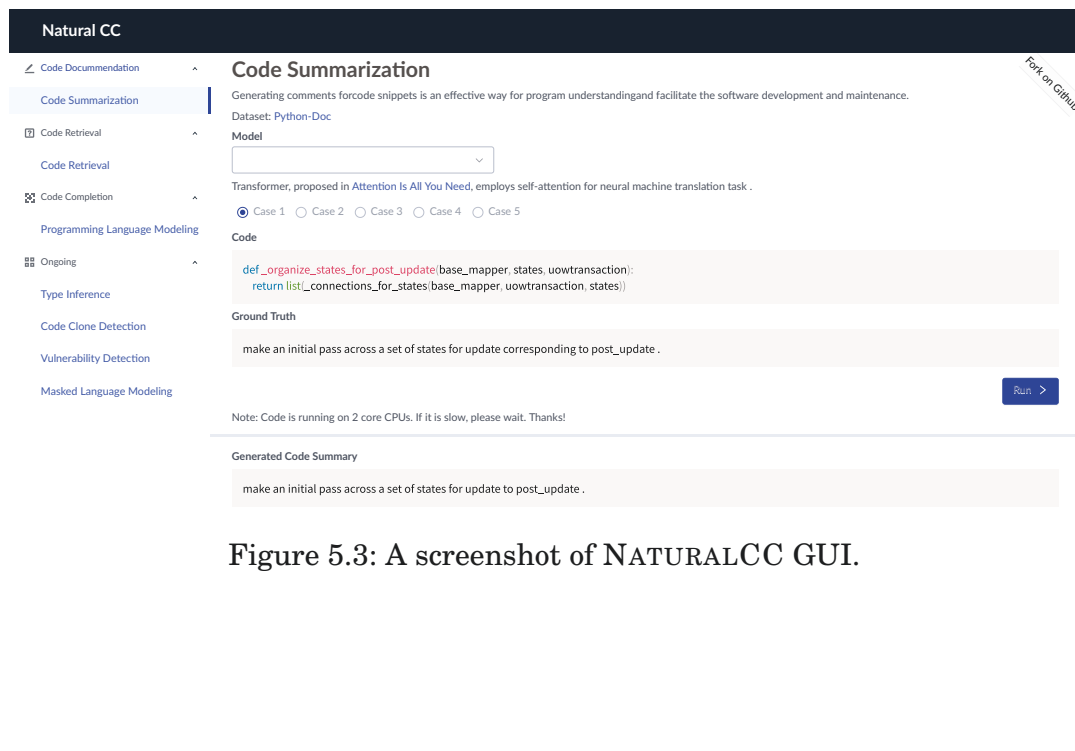 Natural CC
Code Docummendation
Code Summarization
Code Retrieval
Code Retrieval
Code Completion
Programming Language Modeling
Ongoing
Type Inference
Code Clone Detection
Vulnerability Detection
Masked Language Modeling
Code Summarization
Fork on Github
Generating comments forcode snippets is an effective way for program understandingand facilitate the software development and maintenance.
Dataset: Python-Doc
Model
Transformer, proposed in Attention Is All You Need, employs self-attention for neural machine translation task .
Case 1 Case 2 Case 3 Case 4 Case 5
Code
def _organize_states_for_post_update(base_mapper, states, uowtransaction):
return list(_connections_for_states(base_mapper, uowtransaction, states))
Ground Truth
make an initial pass across a set of states for update corresponding to post_update .
Run
Note: Code is running on 2 core CPUs. If it is slow, please wait. Thanks!
Generated Code Summary
make an initial pass across a set of states for update to post_update .
Figure 5.3: A screenshot of NATURALCC GUI.